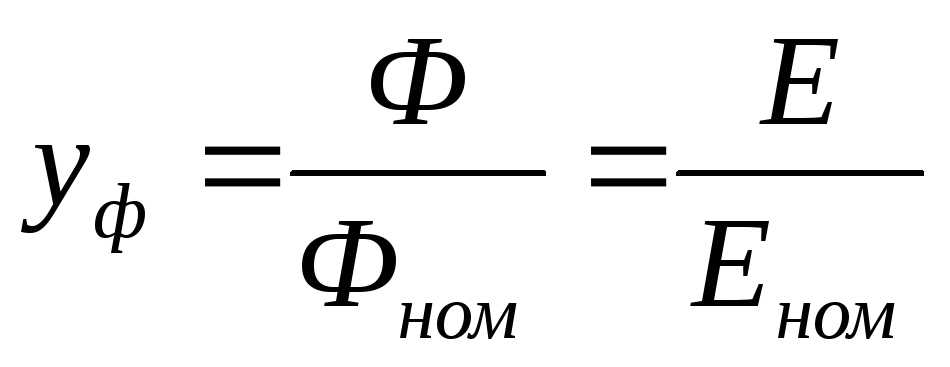 y_ф = Ф / Ф_ном = E / E_ном